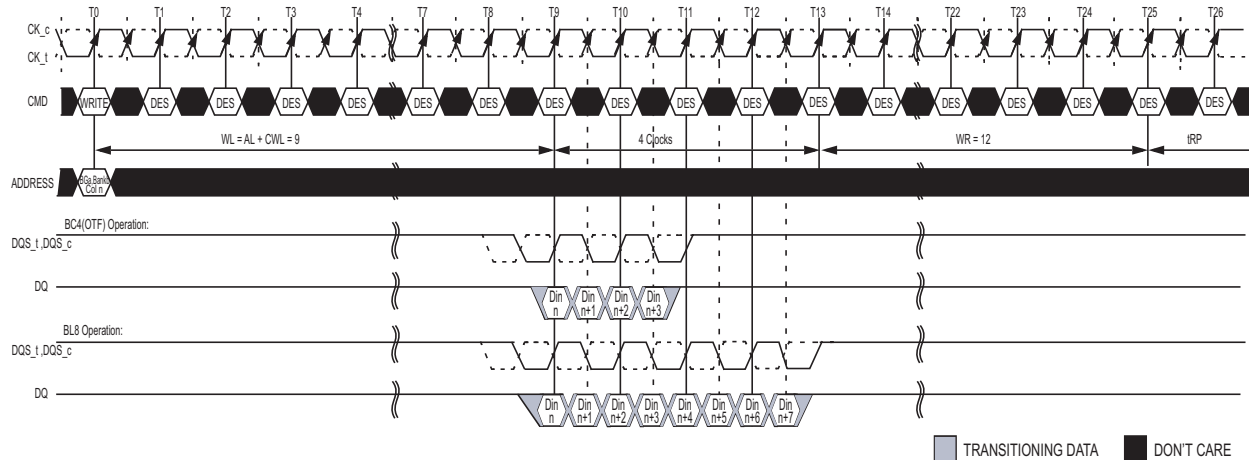 T0 T1 T2 T3 T4 T7 T8 T9 T10 T11 T12 T13 T14 T22 T23 T24 T25 T26
CK_c
CK_t
CMD WRITE DES DES DES DES DES DES DES DES DES DES DES DES DES DES DES DES DES
WL = AL + CWL = 9 4 Clocks WR = 12 tRP
ADDRESS BGa,Bankb
Col n
BC4(OTF) Operation:
DQS_t ,DQS_c
DQ Din n Din n+1 Din n+2 Din n+3
BL8 Operation:
DQS_t ,DQS_c
DQ Din n Din n+1 Din n+2 Din n+3 Din n+4 Din n+5 Din n+6 Din n+7
TRANSITIONING DATA DON'T CARE